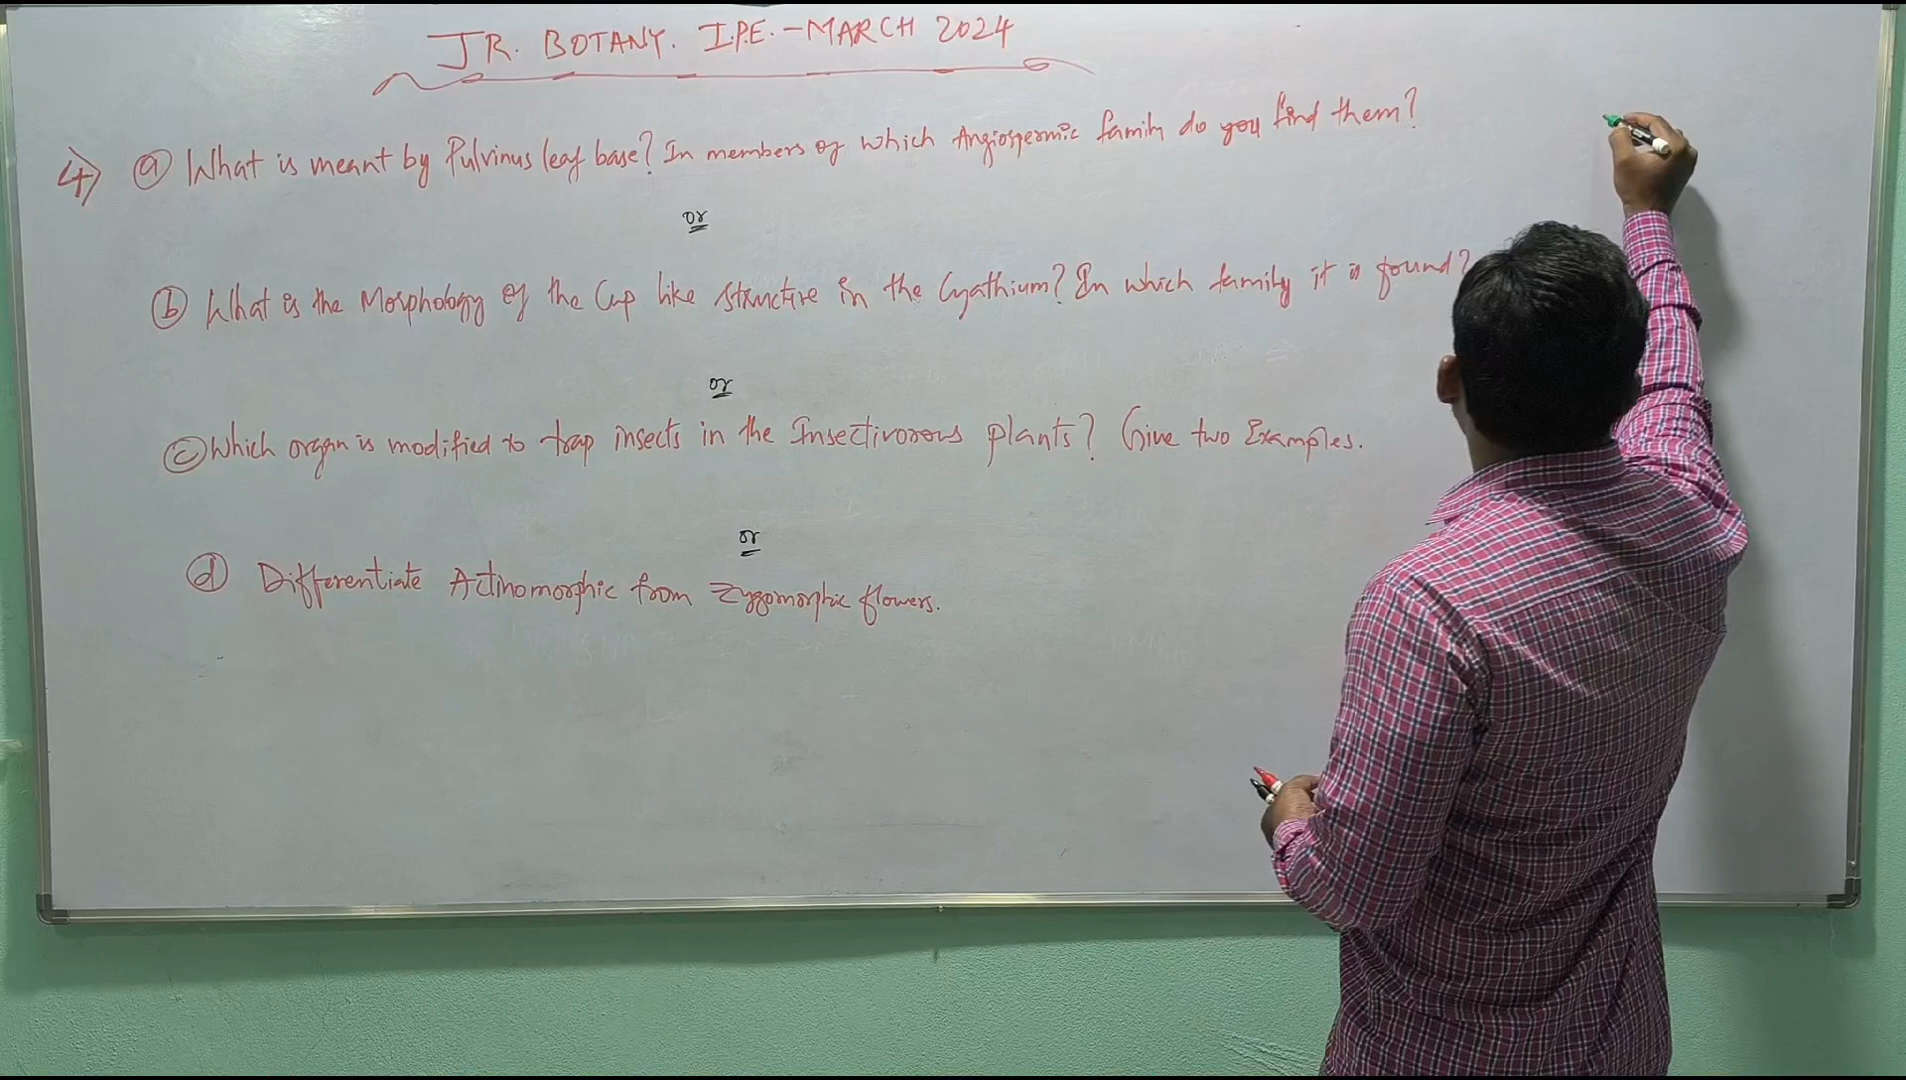 JR. BOTANY. I.P.E. - MARCH 2024
4) a What is meant by Pulvinus leaf base? In members of which Angiospermic family do you find them?
or
b What is the Morphology of the Cup like structure in the Cyathium? In which family it is found?
or
c Which organ is modified to trap insects in the Insectivorous plants? Give two Examples.
or
d Differentiate Actinomorphic from Zygomorphic flowers.